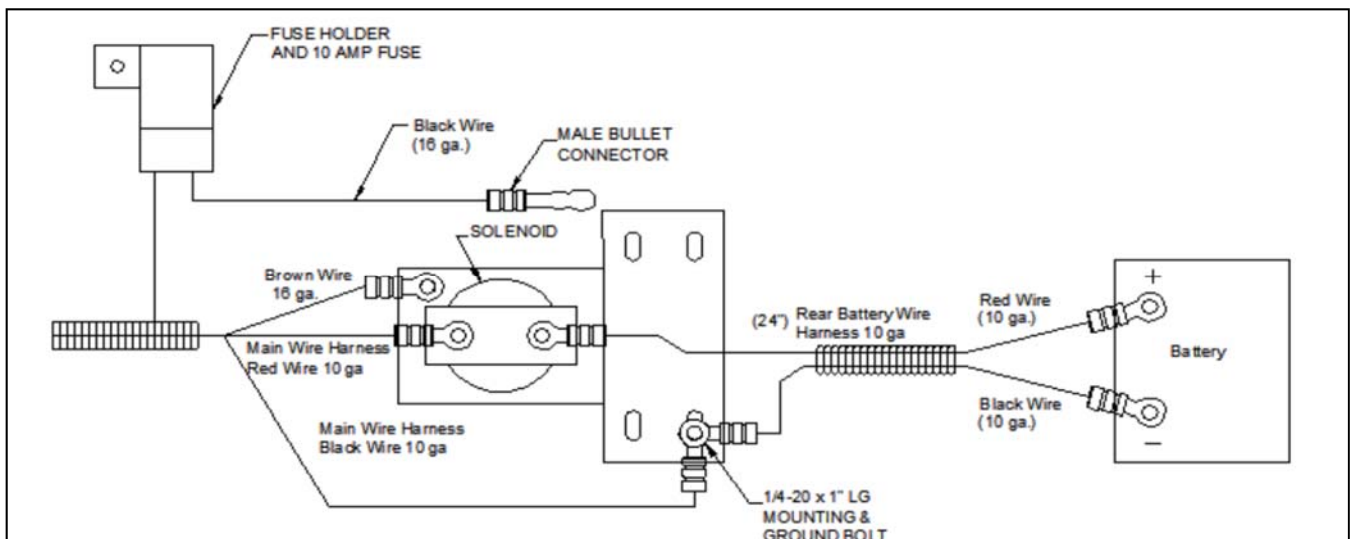 FUSE HOLDER
AND 10 AMP FUSE
Black Wire
(16 ga.)
MALE BULLET
CONNECTOR
SOLENOID
Brown Wire
16 ga.
Main Wire Harness
Red Wire 10 ga
Main Wire Harness
Black Wire 10 ga
(24") Rear Battery Wire
Harness 10 ga
Red Wire
(10 ga.)
+
Battery
Black Wire
(10 ga.)
–
1/4-20 x 1" LG
MOUNTING &
GROUND BOLT